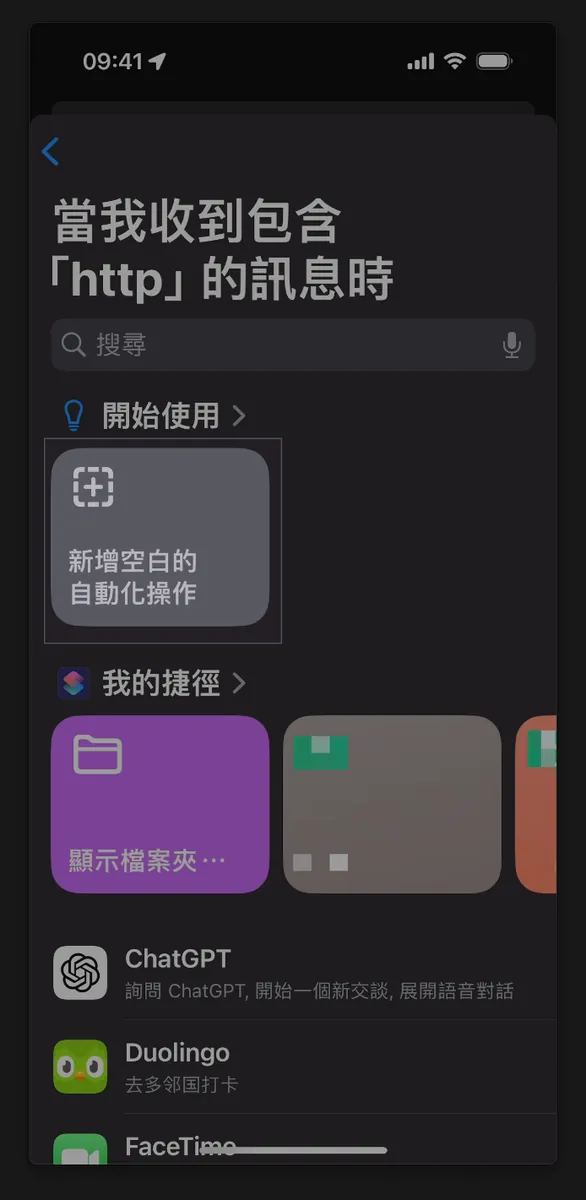 09:41
當我收到包含
「http」的訊息時
搜尋
開始使用
新增空白的
自動化操作
我的捷徑
顯示檔案夾⋯
ChatGPT
詢問 ChatGPT, 開始一個新交談, 展開語音對話
Duolingo
去多邻国打卡
FaceTime